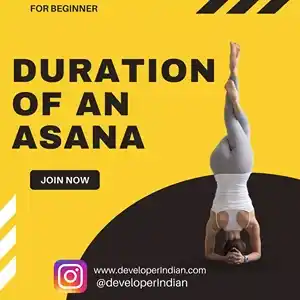 FOR BEGINNER
DURATION
OF AN
ASANA
JOIN NOW
www.developerIndian.com
@developerIndian